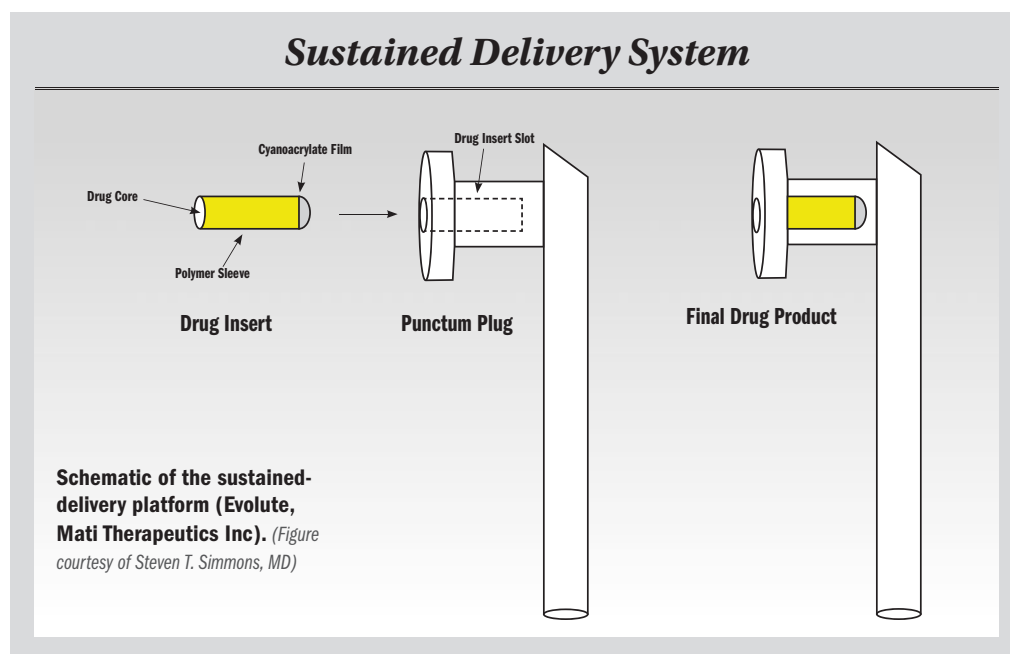 Sustained Delivery System
Drug Insert Slot
Cyanoacrylate Film
Drug Core
Polymer Sleeve
Drug Insert
Punctum Plug
Final Drug Product
Schematic of the sustained-
delivery platform (Evolute,
Mati Therapeutics Inc). (Figure
courtesy of Steven T. Simmons, MD)